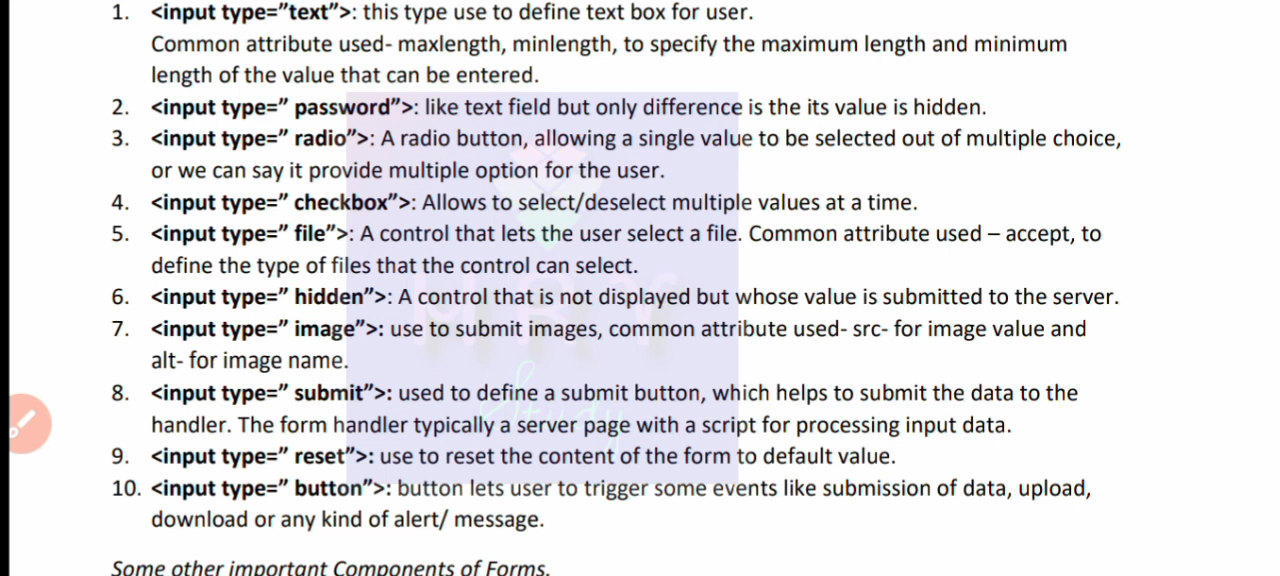 1. <input type=”text”>: this type use to define text box for user.
Common attribute used- maxlength, minlength, to specify the maximum length and minimum
length of the value that can be entered.
2. <input type=” password”>: like text field but only difference is the its value is hidden.
3. <input type=” radio”>: A radio button, allowing a single value to be selected out of multiple choice,
or we can say it provide multiple option for the user.
4. <input type=” checkbox”>: Allows to select/deselect multiple values at a time.
5. <input type=” file”>: A control that lets the user select a file. Common attribute used – accept, to
define the type of files that the control can select.
6. <input type=” hidden”>: A control that is not displayed but whose value is submitted to the server.
7. <input type=” image”>: use to submit images, common attribute used- src- for image value and
alt- for image name.
8. <input type=” submit”>: used to define a submit button, which helps to submit the data to the
handler. The form handler typically a server page with a script for processing input data.
9. <input type=” reset”>: use to reset the content of the form to default value.
10. <input type=” button”>: button lets user to trigger some events like submission of data, upload,
download or any kind of alert/ message.
Some other important Components of Forms.
Study